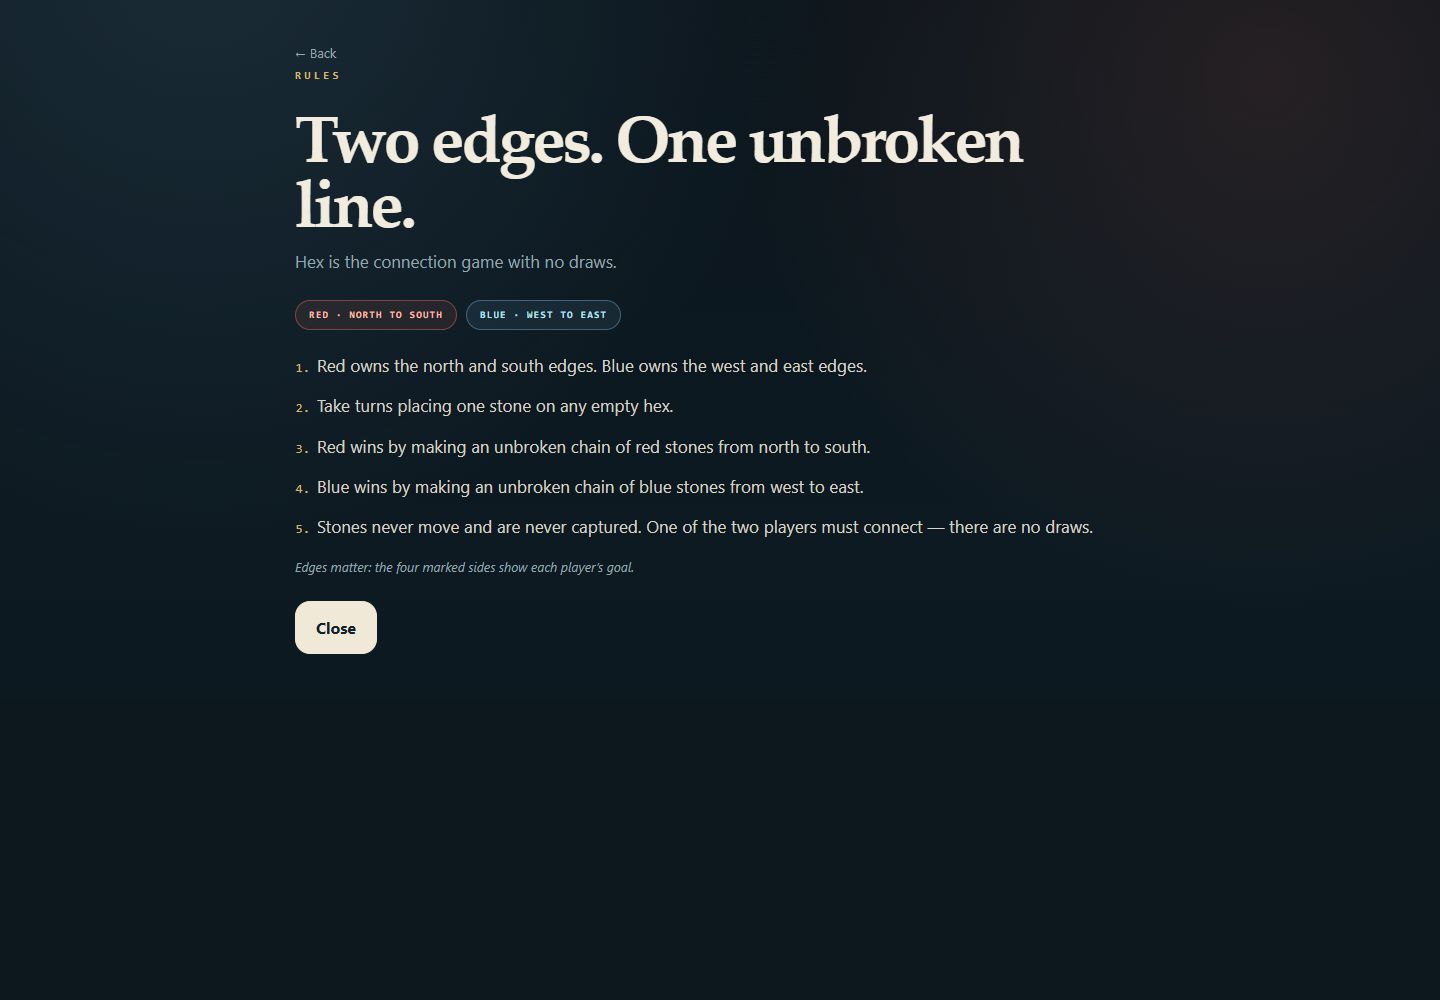 ← Back
RULES
Two edges. One unbroken
line.
Hex is the connection game with no draws.
RED · NORTH TO SOUTH
BLUE · WEST TO EAST
1. Red owns the north and south edges. Blue owns the west and east edges.
2. Take turns placing one stone on any empty hex.
3. Red wins by making an unbroken chain of red stones from north to south.
4. Blue wins by making an unbroken chain of blue stones from west to east.
5. Stones never move and are never captured. One of the two players must connect — there are no draws.
Edges matter: the four marked sides show each player's goal.
Close